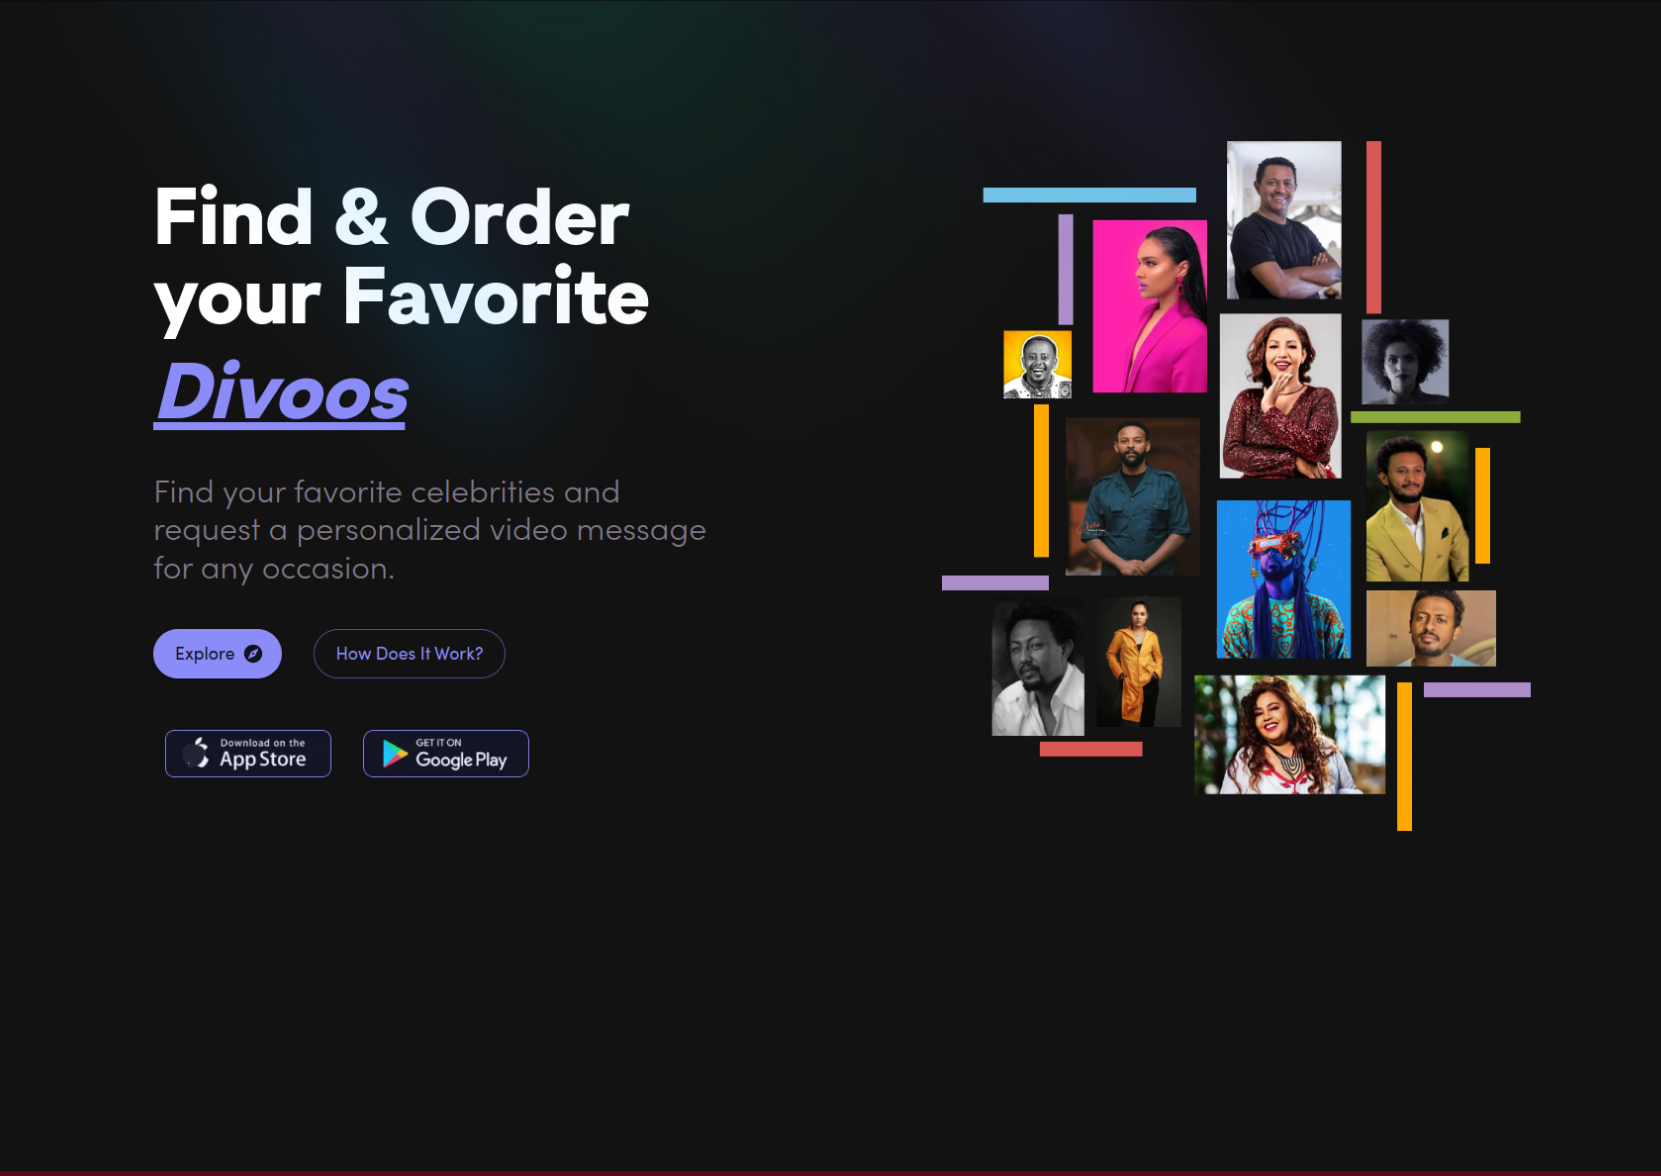 Find & Order
your Favorite
Divoos
Find your favorite celebrities and
request a personalized video message
for any occasion.
Explore
How Does It Work?
Download on the
App Store
GET IT ON
Google Play